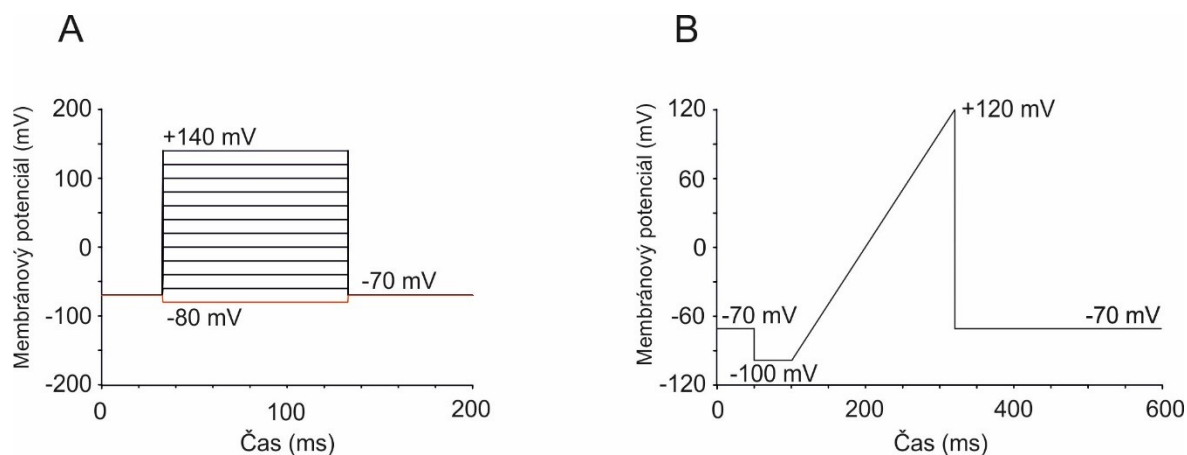 A
Membránový potenciál (mV)
200
100
0
-100
-200
+140 mV
-70 mV
-80 mV
0
100
200
Čas (ms)
B
Membránový potenciál (mV)
120
60
0
-60
-120
+120 mV
-70 mV
-70 mV
-100 mV
0
200
400
600
Čas (ms)